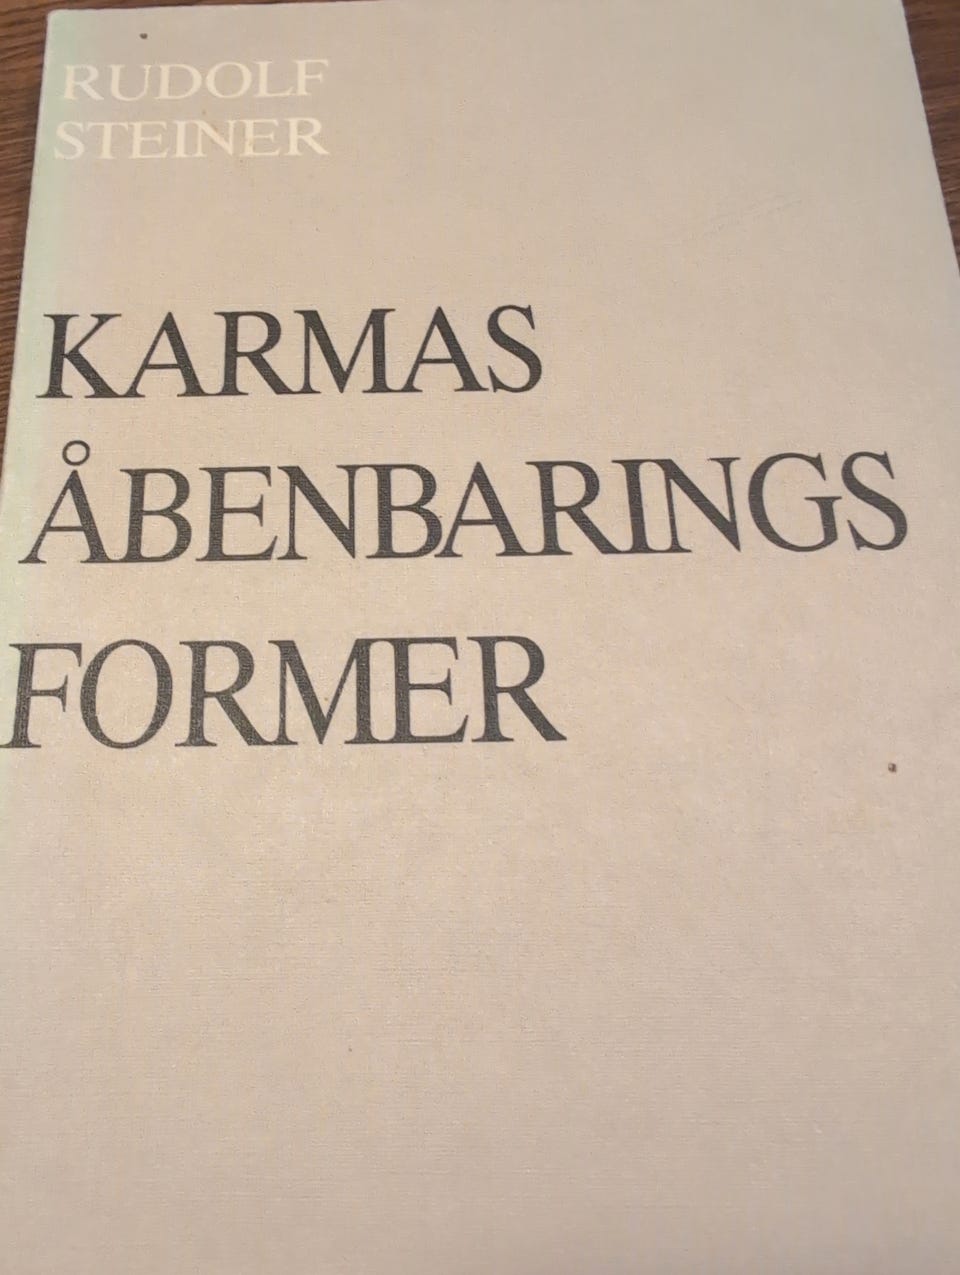 RUDOLF
STEINER
KARMAS
ÅBENBARINGS
FORMER